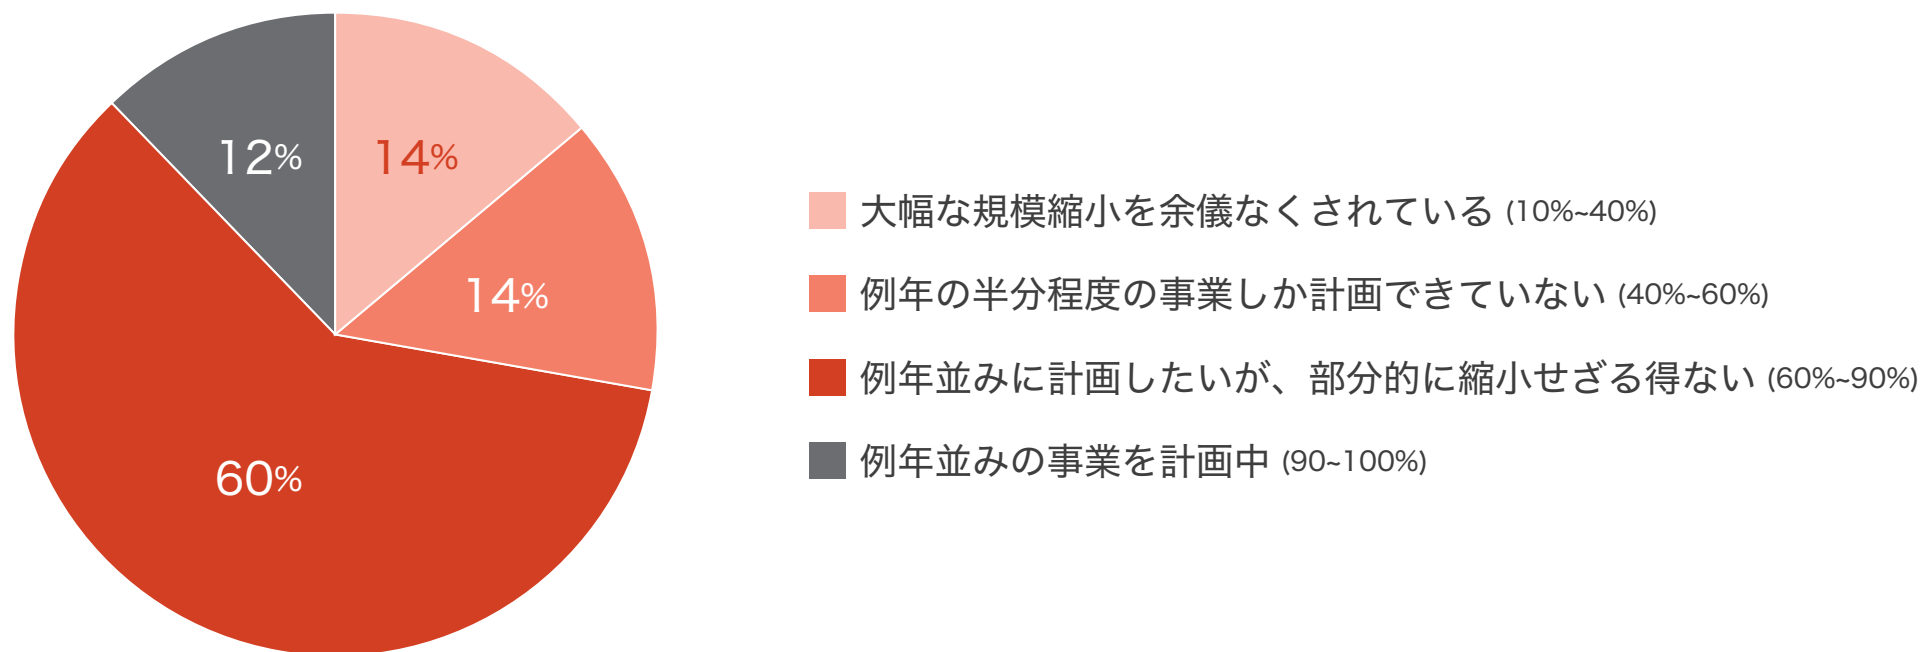 12%
14%
14%
60%
大幅な規模縮小を余儀なくされている (10%~40%)
例年の半分程度の事業しか計画できていない (40%~60%)
例年並みに計画したいが、部分的に縮小せざる得ない (60%~90%)
例年並みの事業を計画中 (90~100%)